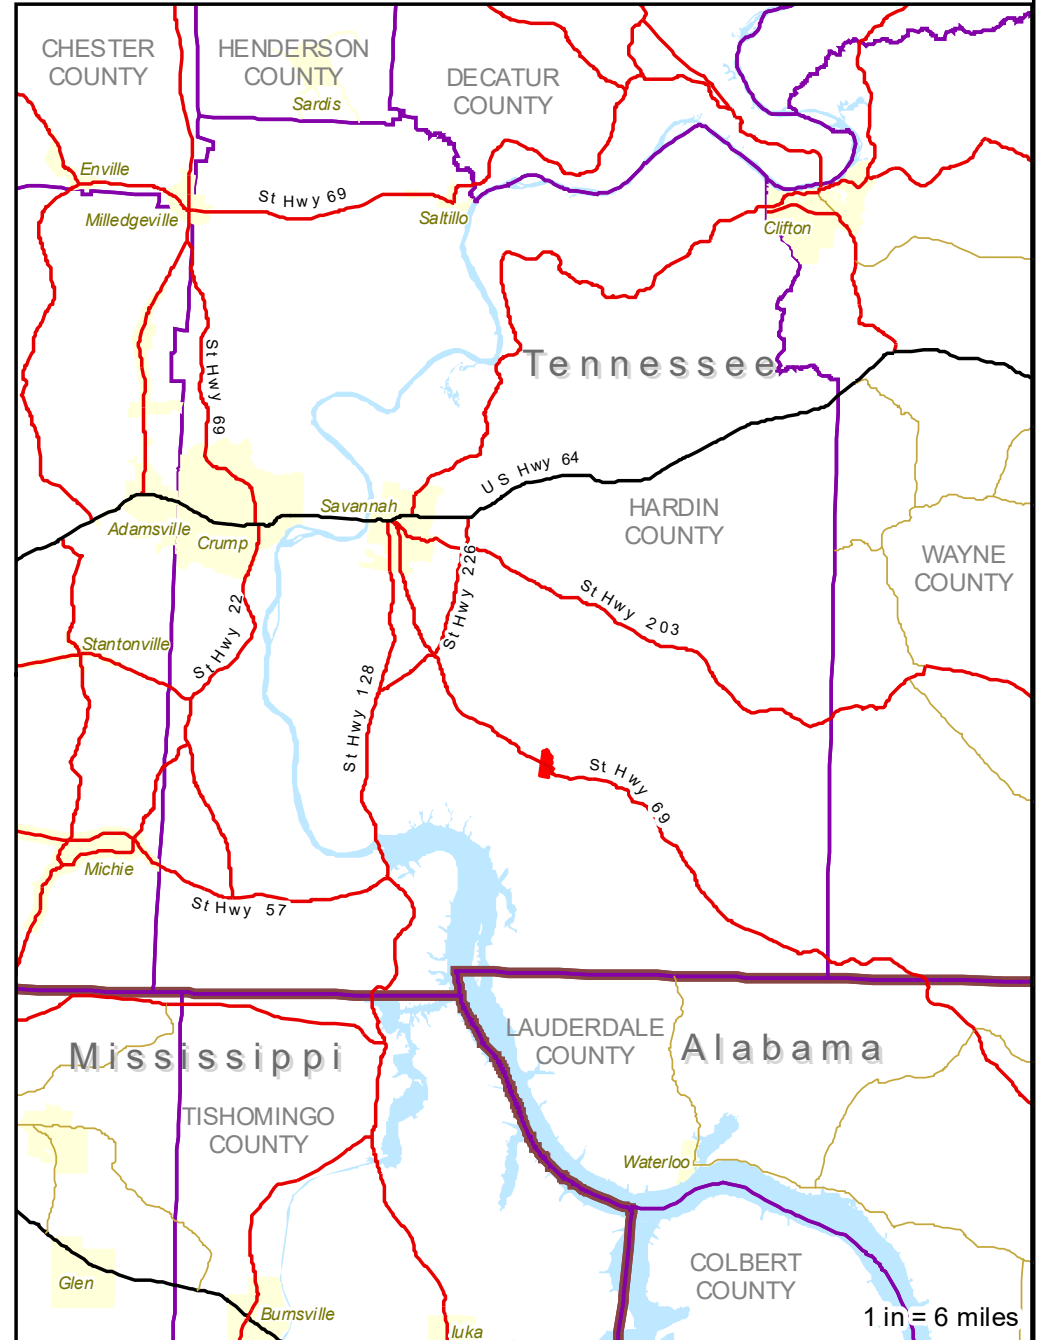 CHESTER
COUNTY
HENDERSON
COUNTY
Sardis
DECATUR
COUNTY
Enville
St Hwy 69
Milledgeville
Saltillo
Clifton
St Hwy 69
Tennessee
US Hwy 64
Savannah
HARDIN
COUNTY
Adamsville
Crump
WAYNE
COUNTY
St Hwy 226
St Hwy 203
St Hwy 22
Stantonville
St Hwy 128
St Hwy 69
Michie
St Hwy 57
LAUDERDALE
COUNTY
Alabama
Mississippi
TISHOMINGO
COUNTY
Waterloo
COLBERT
COUNTY
Glen
Burnsville
Iuka
1 in = 6 miles